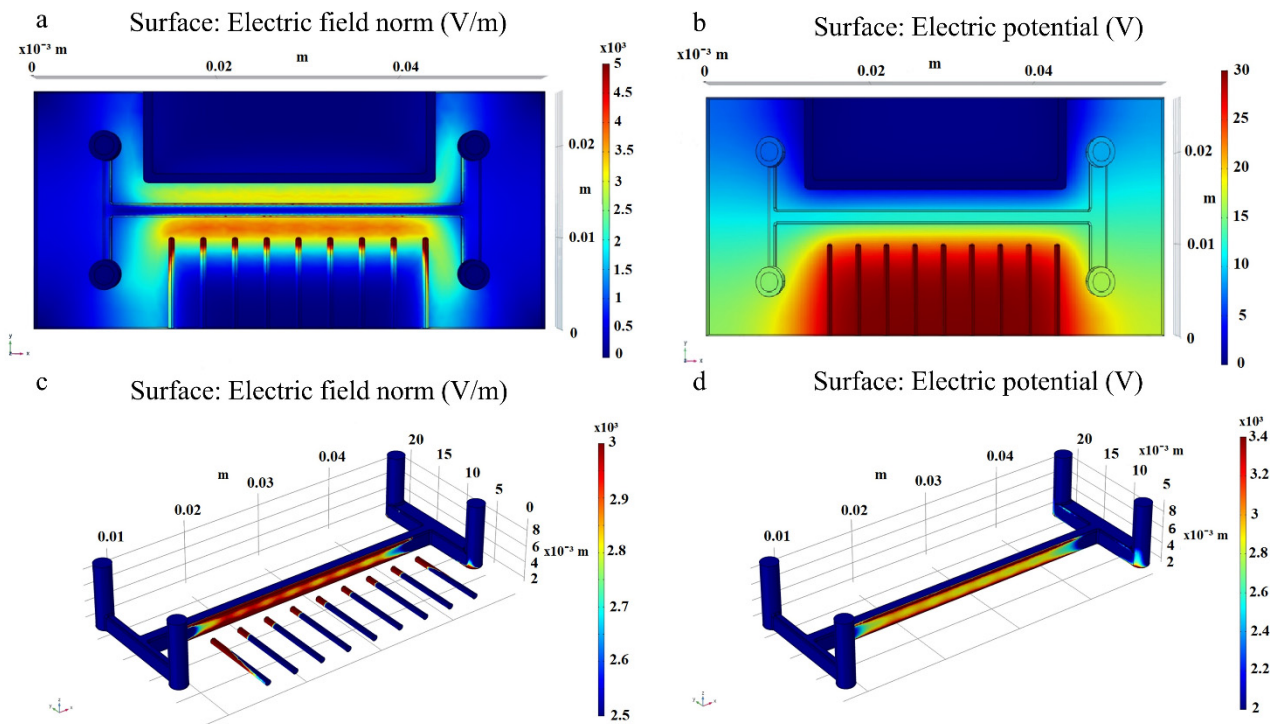 a
Surface: Electric field norm (V/m)
x10⁻³ m
m
0
0.02
0.04
x10³
5
4.5
4
3.5
3
2.5
2
1.5
1
0.5
0
0.02
m
0.01
0
y
x
b
Surface: Electric potential (V)
x10⁻³ m
m
0
0.02
0.04
30
25
20
15
10
5
0
0.02
m
0.01
0
y
x
c
Surface: Electric field norm (V/m)
x10³
3
2.9
2.8
2.7
2.6
2.5
m
0.01
0.02
0.03
0.04
20
15
10
5
0
x10⁻³ m
8
6
4
2
y z x
d
Surface: Electric potential (V)
x10³
3.4
3.2
3
2.8
2.6
2.4
2.2
2
m
0.01
0.02
0.03
0.04
20
15
10
5
x10⁻³ m
8
6
4
2
x10⁻³ m
y z x